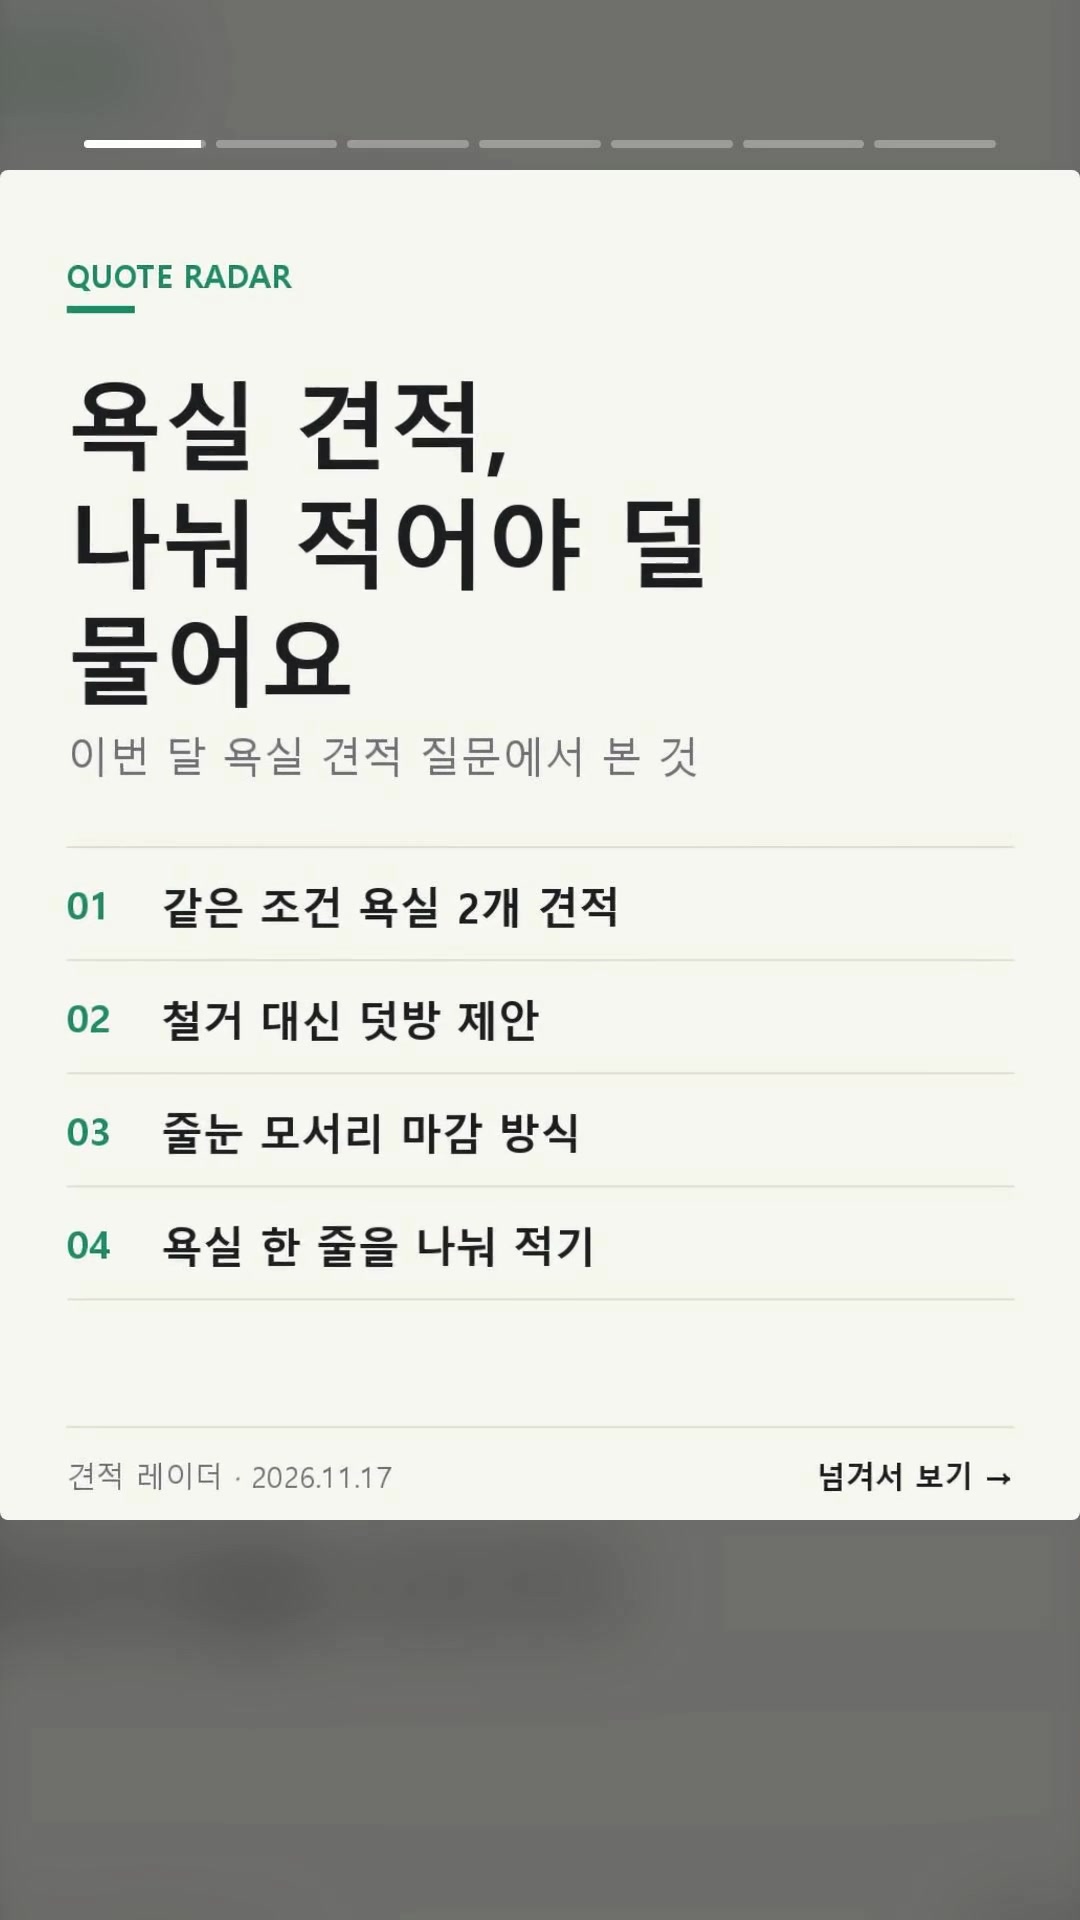 QUOTE RADAR
욕실 견적,
나눠 적어야 덜
물어요
이번 달 욕실 견적 질문에서 본 것
01 같은 조건 욕실 2개 견적
02 철거 대신 덧방 제안
03 줄눈 모서리 마감 방식
04 욕실 한 줄을 나눠 적기
견적 레이더 · 2026.11.17
넘겨서 보기 →